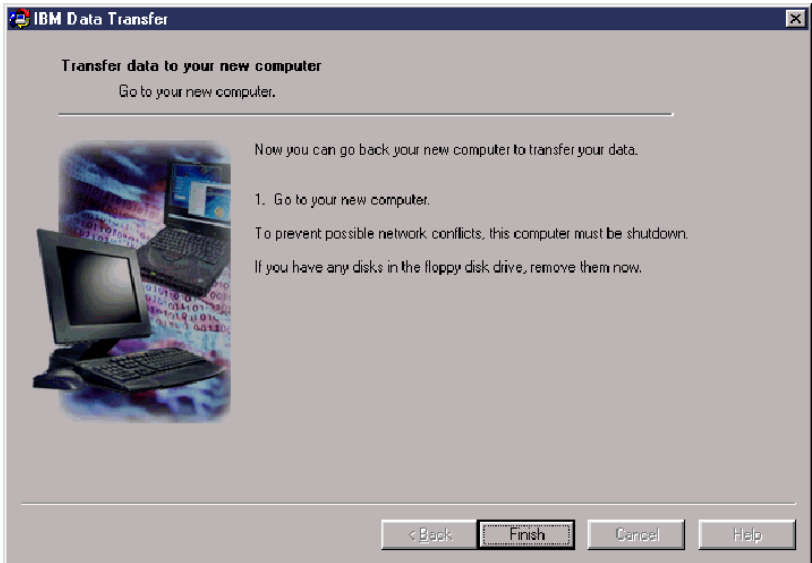 IBM Data Transfer
Transfer data to your new computer
Go to your new computer.
Now you can go back your new computer to transfer your data.
1. Go to your new computer.
To prevent possible network conflicts, this computer must be shutdown.
If you have any disks in the floppy disk drive, remove them now.
< Back Finish Cancel Help